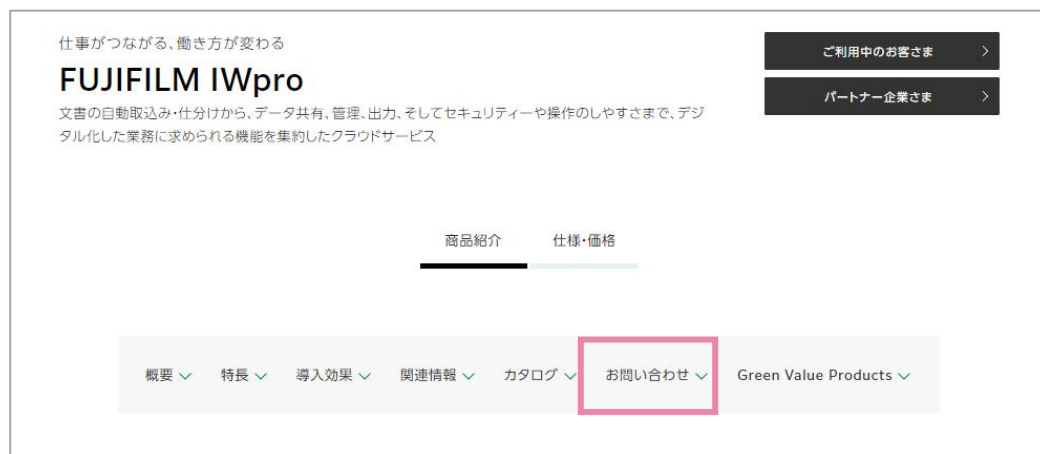 仕事がつながる、働き方が変わる
FUJIFILM IWpro
文書の自動取込み・仕分けから、データ共有、管理、出力、そしてセキュリティーや操作のしやすさまで、デジ
タル化した業務に求められる機能を集約したクラウドサービス
ご利用中のお客さま
パートナー企業さま
商品紹介 仕様・価格
概要 特長 導入効果 関連情報 カタログ お問い合わせ Green Value Products